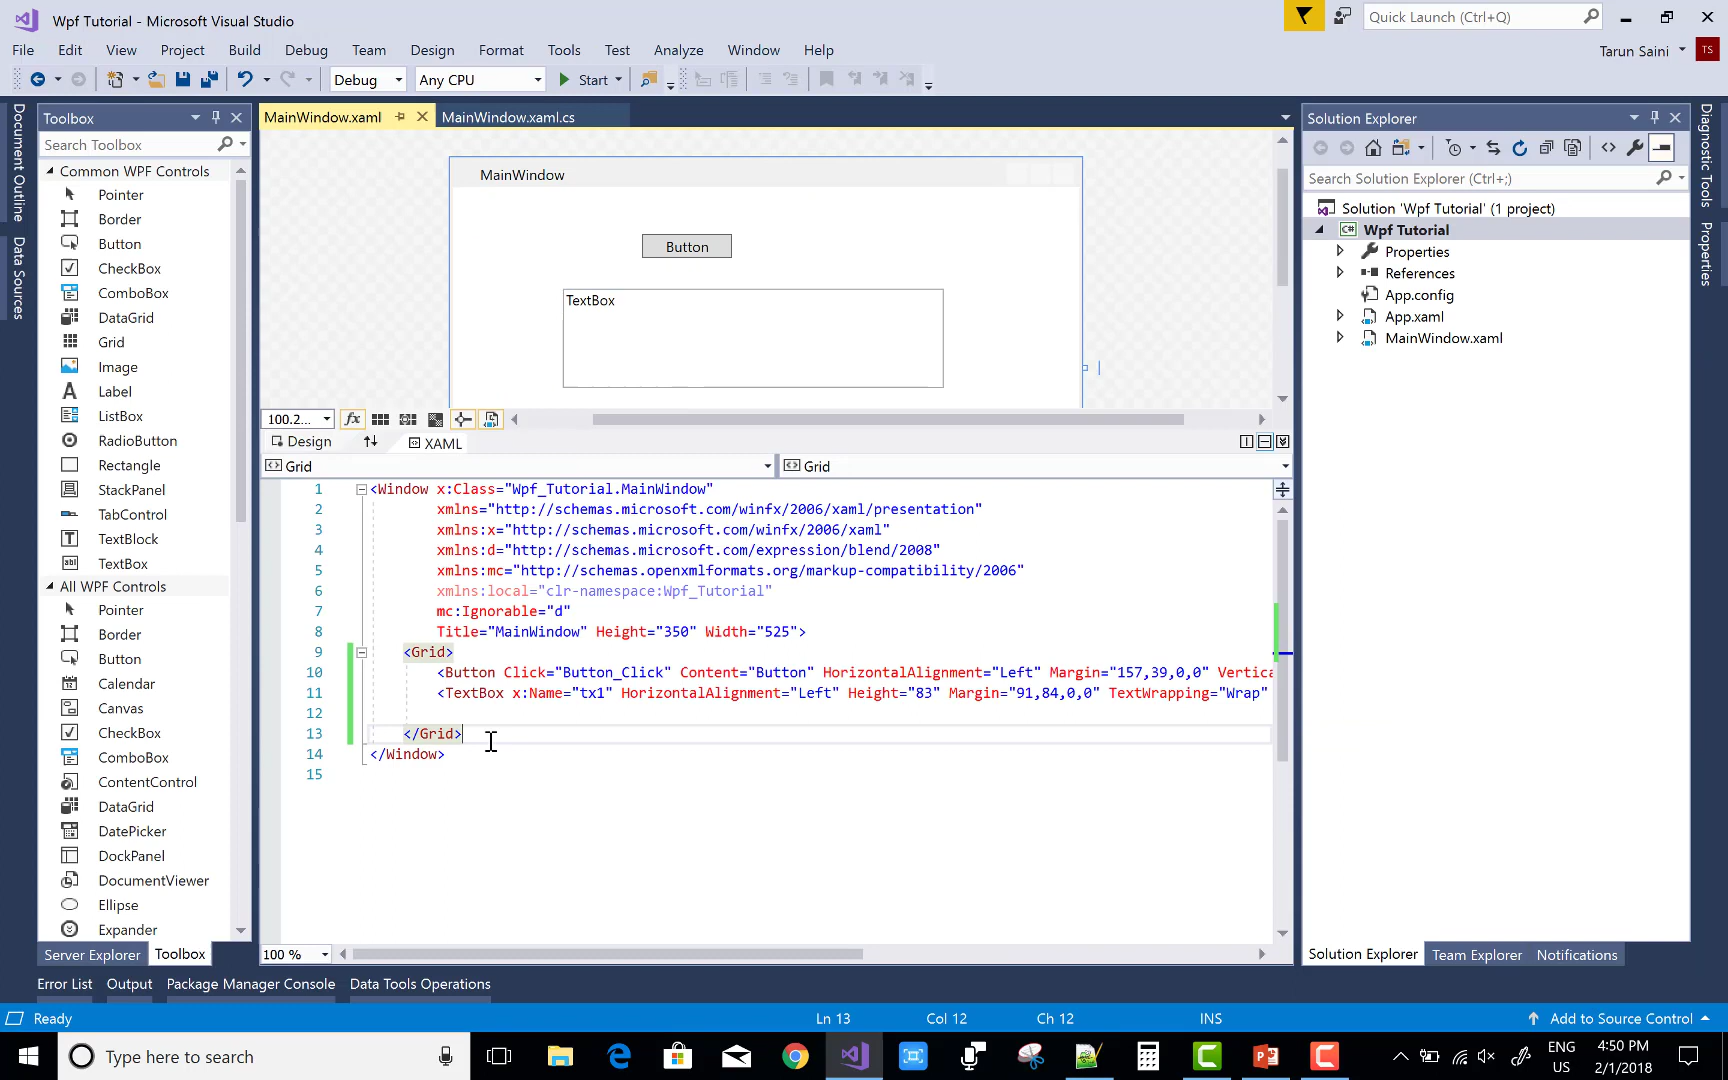 Wpf Tutorial - Microsoft Visual Studio
Quick Launch (Ctrl+Q)
File Edit View Project Build Debug Team Design Format Tools Test Analyze Window Help
Tarun Saini TS
Debug Any CPU Start
Document Outline
Data Sources
Toolbox
Search Toolbox
Common WPF Controls
Pointer
Border
Button
CheckBox
ComboBox
DataGrid
Grid
Image
Label
ListBox
RadioButton
Rectangle
StackPanel
TabControl
TextBlock
TextBox
All WPF Controls
Pointer
Border
Button
Calendar
Canvas
CheckBox
ComboBox
ContentControl
DataGrid
DatePicker
DockPanel
DocumentViewer
Ellipse
Expander
Server Explorer Toolbox
MainWindow.xaml MainWindow.xaml.cs
MainWindow
Button
TextBox
100.2... fx
Design XAML
Grid Grid
1 <Window x:Class="Wpf_Tutorial.MainWindow"
2 xmlns="http://schemas.microsoft.com/winfx/2006/xaml/presentation"
3 xmlns:x="http://schemas.microsoft.com/winfx/2006/xaml"
4 xmlns:d="http://schemas.microsoft.com/expression/blend/2008"
5 xmlns:mc="http://schemas.openxmlformats.org/markup-compatibility/2006"
6 xmlns:local="clr-namespace:Wpf_Tutorial"
7 mc:Ignorable="d"
8 Title="MainWindow" Height="350" Width="525">
9 <Grid>
10 <Button Click="Button_Click" Content="Button" HorizontalAlignment="Left" Margin="157,39,0,0" Vertica
11 <TextBox x:Name="tx1" HorizontalAlignment="Left" Height="83" Margin="91,84,0,0" TextWrapping="Wrap"
12
13 </Grid>
14 </Window>
15
100 %
Solution Explorer
Search Solution Explorer (Ctrl+;)
Solution 'Wpf Tutorial' (1 project)
C# Wpf Tutorial
Properties
References
App.config
App.xaml
MainWindow.xaml
Solution Explorer Team Explorer Notifications
Diagnostic Tools
Properties
Error List Output Package Manager Console Data Tools Operations
Ready Ln 13 Col 12 Ch 12 INS Add to Source Control
Type here to search
ENG
US
4:50 PM
2/1/2018